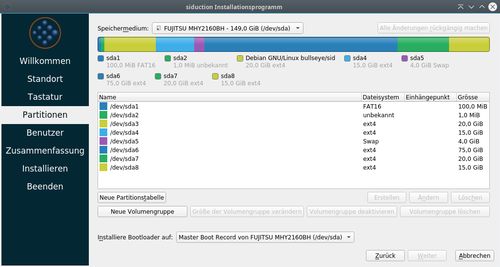 siduction Installationsprogramm
Willkommen
Standort
Tastatur
Partitionen
Benutzer
Zusammenfassung
Installieren
Beenden
Speichermedium: FUJITSU MHY2160BH - 149,0 GiB (/dev/sda) Alle Änderungen rückgängig machen
sda1 sda2 Debian GNU/Linux bullseye/sid sda4 sda5
100,0 MiB FAT16 1,0 MiB unbekannt 20,0 GiB ext4 15,0 GiB ext4 4,0 GiB Swap
sda6 sda7 sda8
75,0 GiB ext4 20,0 GiB ext4 15,0 GiB ext4
Name Dateisystem Einhängepunkt Grösse
/dev/sda1 FAT16 100,0 MiB
/dev/sda2 unbekannt 1,0 MiB
/dev/sda3 ext4 20,0 GiB
/dev/sda4 ext4 15,0 GiB
/dev/sda5 Swap 4,0 GiB
/dev/sda6 ext4 75,0 GiB
/dev/sda7 ext4 20,0 GiB
/dev/sda8 ext4 15,0 GiB
Neue Partitionstabelle Erstellen Ändern Löschen
Neue Volumengruppe Größe der Volumengruppe verändern Volumengruppe deaktivieren Volumengruppe löschen
Installiere Bootloader auf: Master Boot Record von FUJITSU MHY2160BH (/dev/sda)
Zurück Weiter Abbrechen